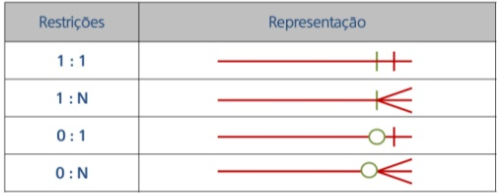 Restrições Representação
1 : 1
1 : N
0 : 1
0 : N